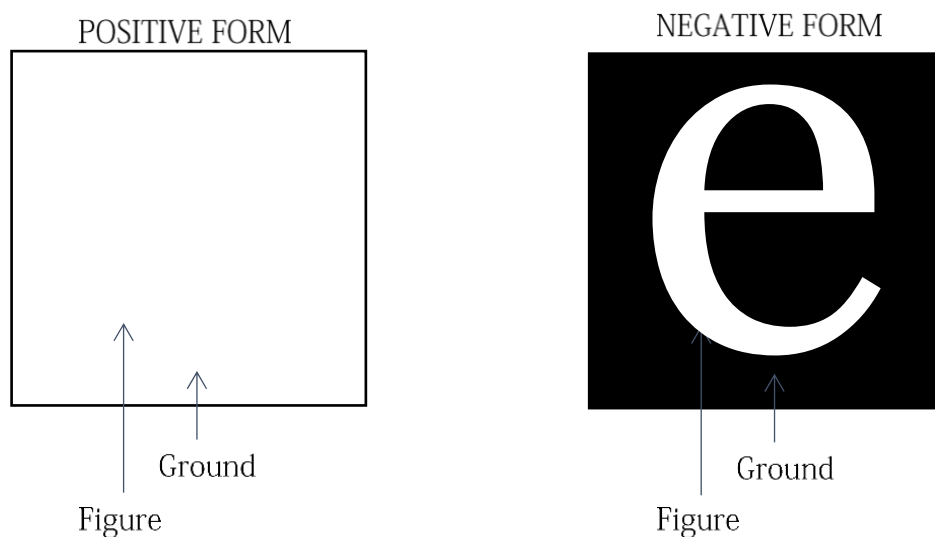 POSITIVE FORM
NEGATIVE FORM
e
Ground
Ground
Figure
Figure